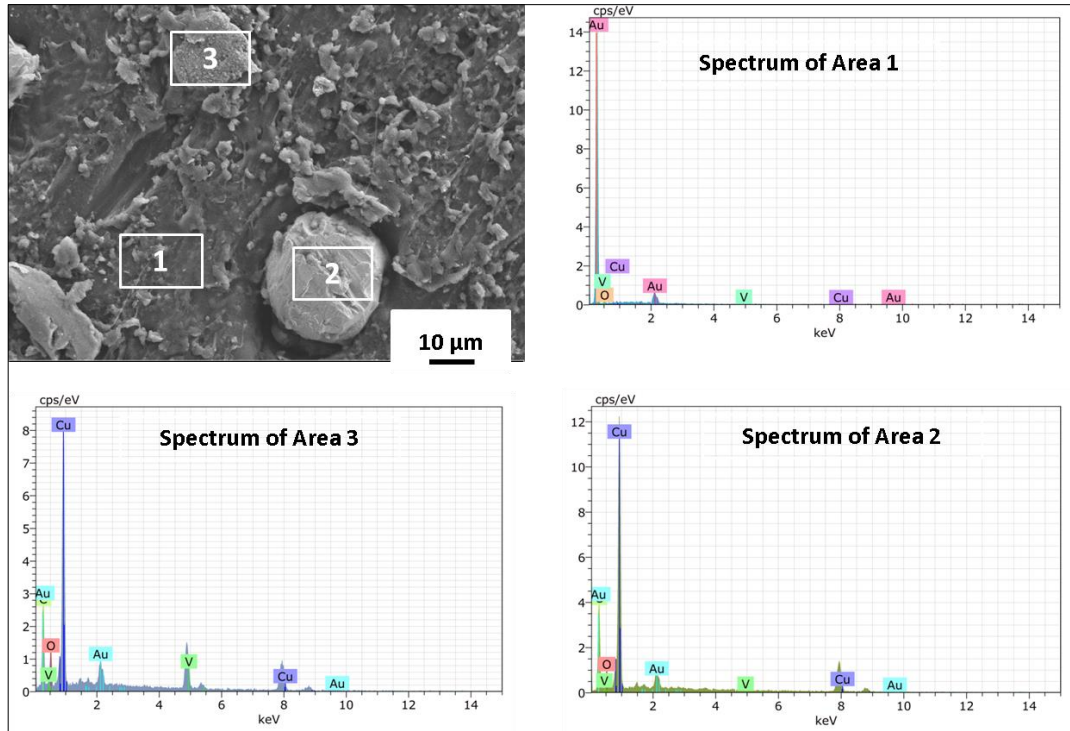 3
1
2
10 µm
cps/eV
Spectrum of Area 1
14
12
10
8
6
4
2
0
Au
Cu
V
O
Au
V
Cu
Au
2 4 6 8 10 12 14
keV
cps/eV
Spectrum of Area 3
8
7
6
5
4
3
2
1
0
Cu
Au
O
V
Au
V
Cu
Au
2 4 6 8 10 12 14
keV
cps/eV
Spectrum of Area 2
12
10
8
6
4
2
0
Cu
Au
O
V
Au
V
Cu
Au
2 4 6 8 10 12 14
keV